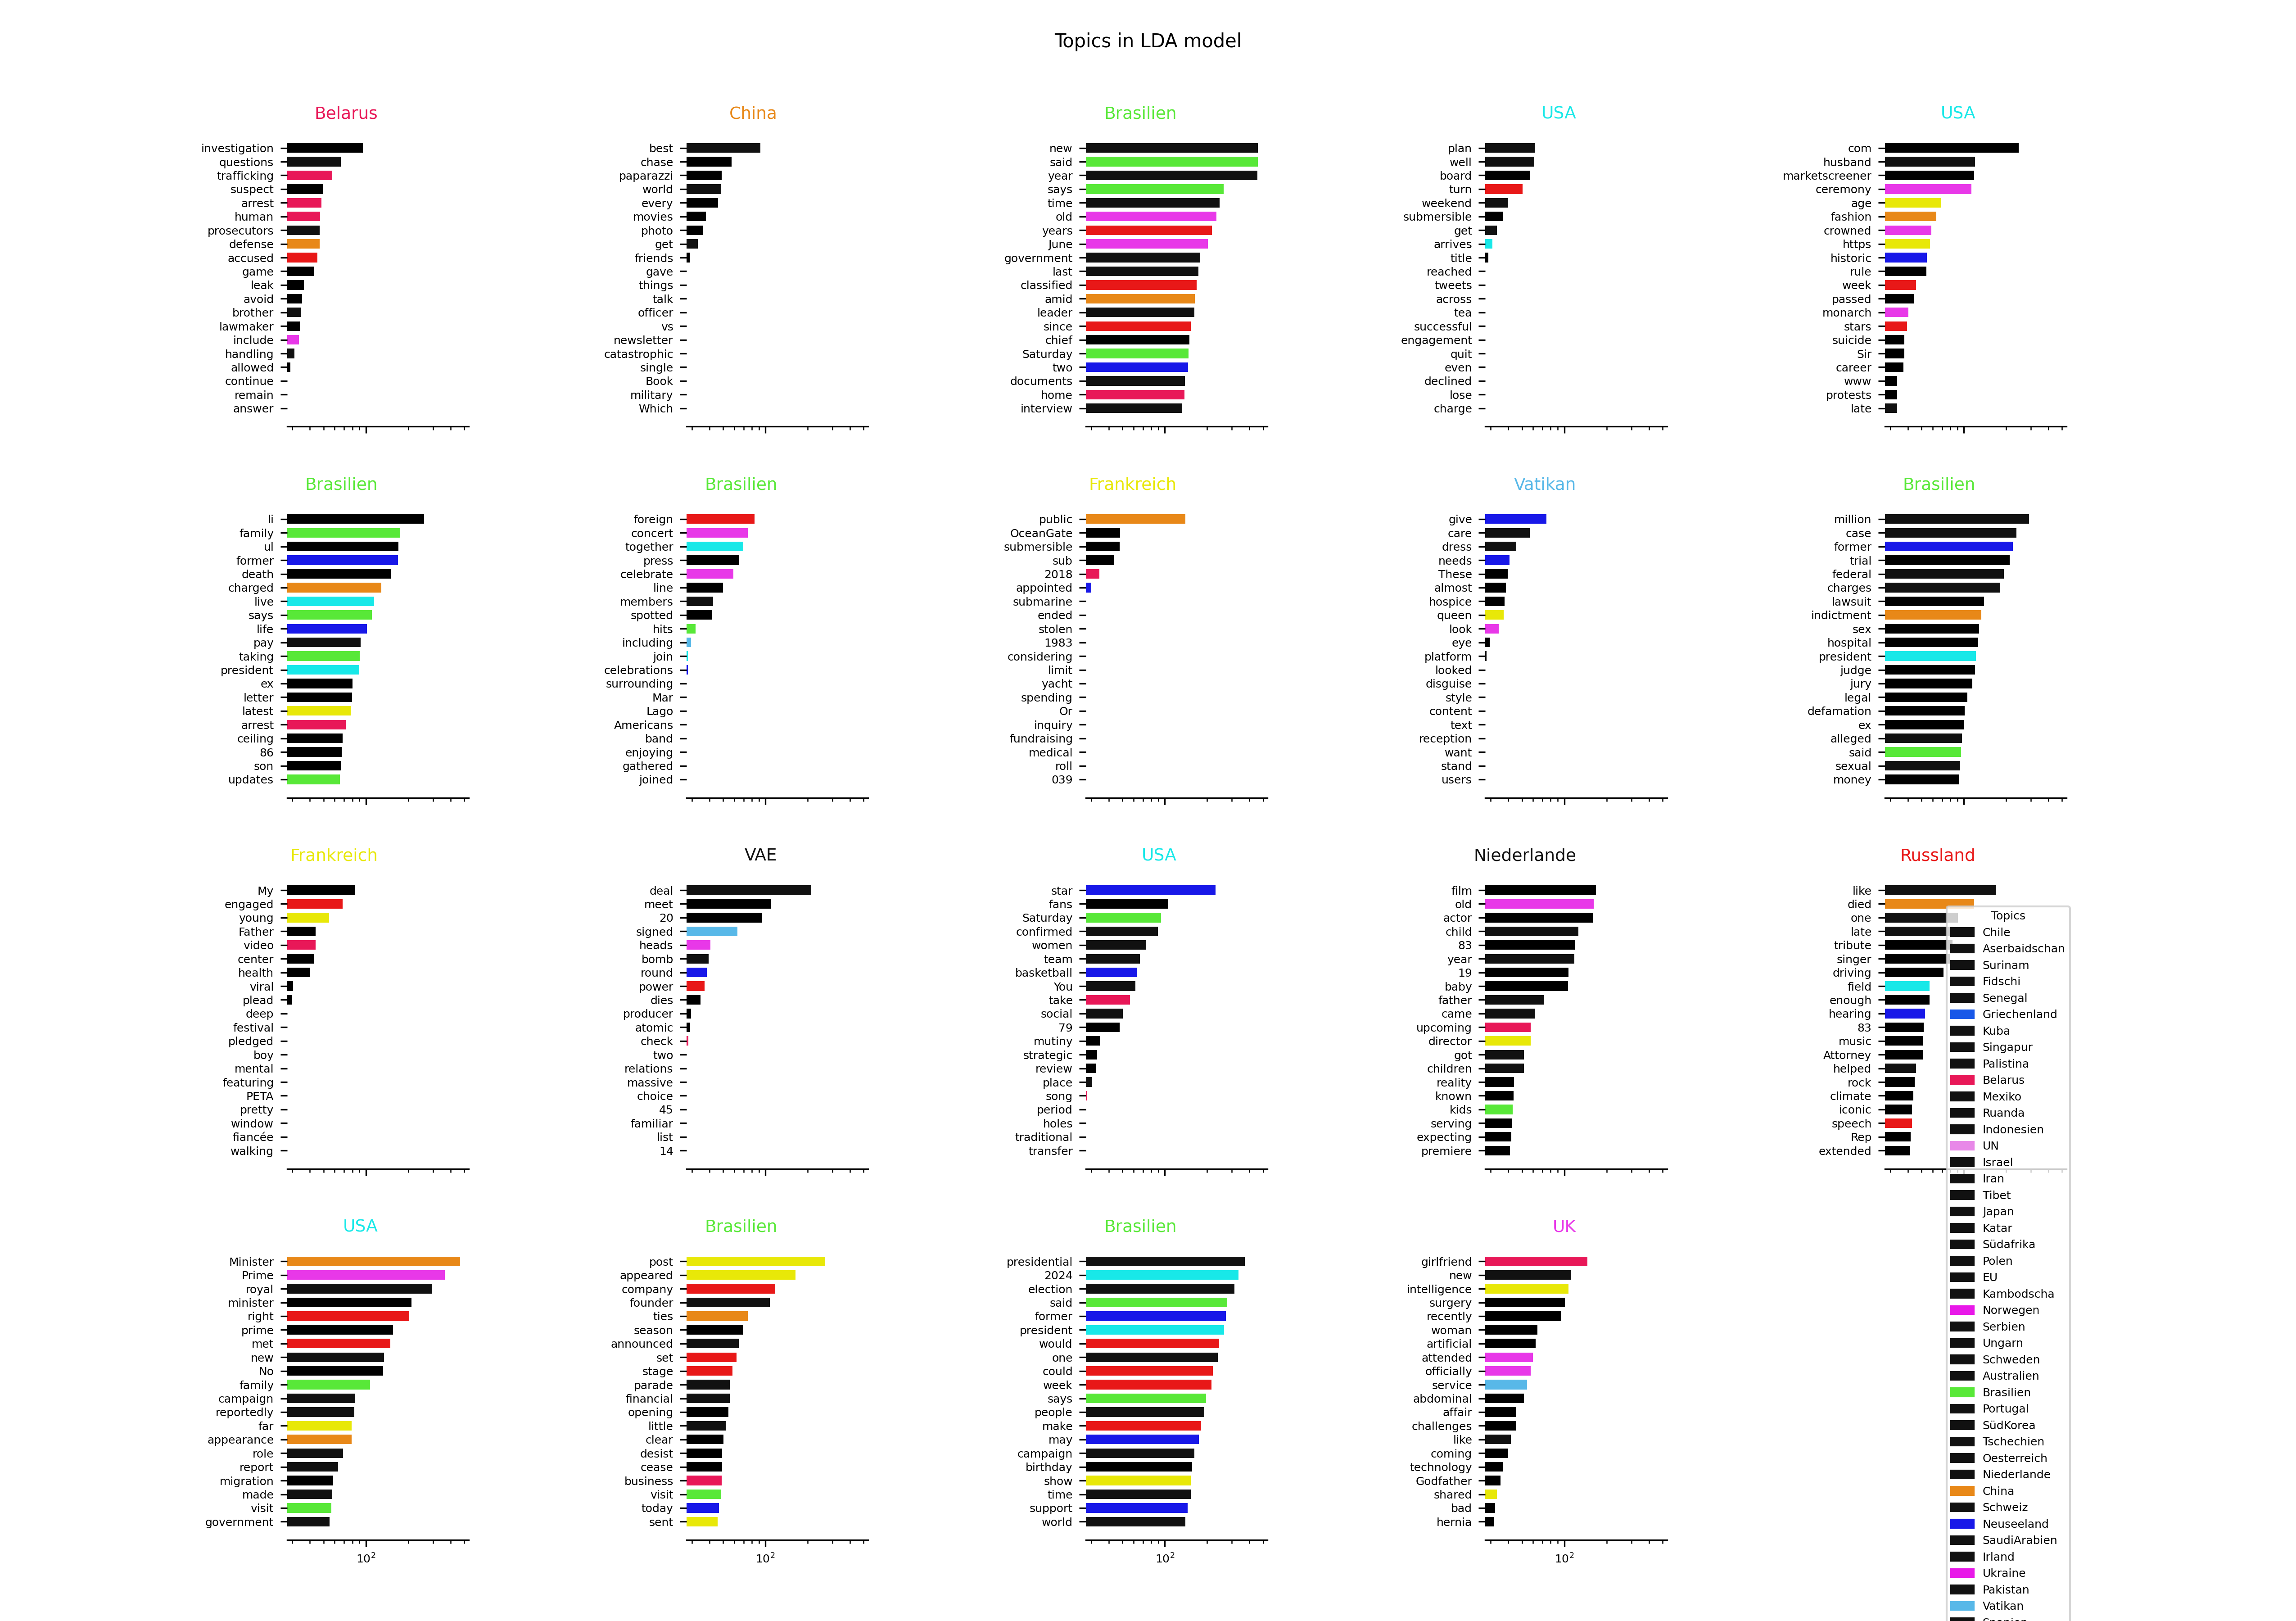 Topics in LDA model
Belarus
investigation
questions
trafficking
suspect
arrest
human
prosecutors
defense
accused
game
leak
avoid
brother
lawmaker
include
handling
allowed
continue
remain
answer
China
best
chase
paparazzi
world
every
movies
photo
get
friends
gave
things
talk
officer
vs
newsletter
catastrophic
single
Book
military
Which
Brasilien
new
said
year
says
time
old
years
June
government
last
classified
amid
leader
since
chief
Saturday
two
documents
home
interview
USA
plan
well
board
turn
weekend
submersible
get
arrives
title
reached
tweets
across
tea
successful
engagement
quit
even
declined
lose
charge
USA
com
husband
marketscreener
ceremony
age
fashion
crowned
https
historic
rule
week
passed
monarch
stars
suicide
Sir
career
www
protests
late
Brasilien
li
family
ul
former
death
charged
live
says
life
pay
taking
president
ex
letter
latest
arrest
ceiling
86
son
updates
Brasilien
foreign
concert
together
press
celebrate
line
members
spotted
hits
including
join
celebrations
surrounding
Mar
Lago
Americans
band
enjoying
gathered
joined
Frankreich
public
OceanGate
submersible
sub
2018
appointed
submarine
ended
stolen
1983
considering
limit
yacht
spending
Or
inquiry
fundraising
medical
roll
039
Vatikan
give
care
dress
needs
These
almost
hospice
queen
look
eye
platform
looked
disguise
style
content
text
reception
want
stand
users
Brasilien
million
case
former
trial
federal
charges
lawsuit
indictment
sex
hospital
president
judge
jury
legal
defamation
ex
alleged
said
sexual
money
Frankreich
My
engaged
young
Father
video
center
health
viral
plead
deep
festival
pledged
boy
mental
featuring
PETA
pretty
window
fiancée
walking
VAE
deal
meet
20
signed
heads
bomb
round
power
dies
producer
atomic
check
two
relations
massive
choice
45
familiar
list
14
USA
star
fans
Saturday
confirmed
women
team
basketball
You
take
social
79
mutiny
strategic
review
place
song
period
holes
traditional
transfer
Niederlande
film
old
actor
child
83
year
19
baby
father
came
upcoming
director
got
children
reality
known
kids
serving
expecting
premiere
Russland
like
died
one
late
tribute
singer
driving
field
enough
hearing
83
music
Attorney
helped
rock
climate
iconic
speech
Rep
extended
USA
Minister
Prime
royal
minister
right
prime
met
new
No
family
campaign
reportedly
far
appearance
role
report
migration
made
visit
government
10²
Brasilien
post
appeared
company
founder
ties
season
announced
set
stage
parade
financial
opening
little
clear
desist
cease
business
visit
today
sent
10²
Brasilien
presidential
2024
election
said
former
president
would
one
could
week
says
people
make
may
campaign
birthday
show
time
support
world
10²
UK
girlfriend
new
intelligence
surgery
recently
woman
artificial
attended
officially
service
abdominal
affair
challenges
like
coming
technology
Godfather
shared
bad
hernia
10²
Topics
Chile
Aserbaidschan
Surinam
Fidschi
Senegal
Griechenland
Kuba
Singapur
Palistina
Belarus
Mexiko
Ruanda
Indonesien
UN
Israel
Iran
Tibet
Japan
Katar
Südafrika
Polen
EU
Kambodscha
Norwegen
Serbien
Ungarn
Schweden
Australien
Brasilien
Portugal
SüdKorea
Tschechien
Oesterreich
Niederlande
China
Schweiz
Neuseeland
SaudiArabien
Irland
Ukraine
Pakistan
Vatikan